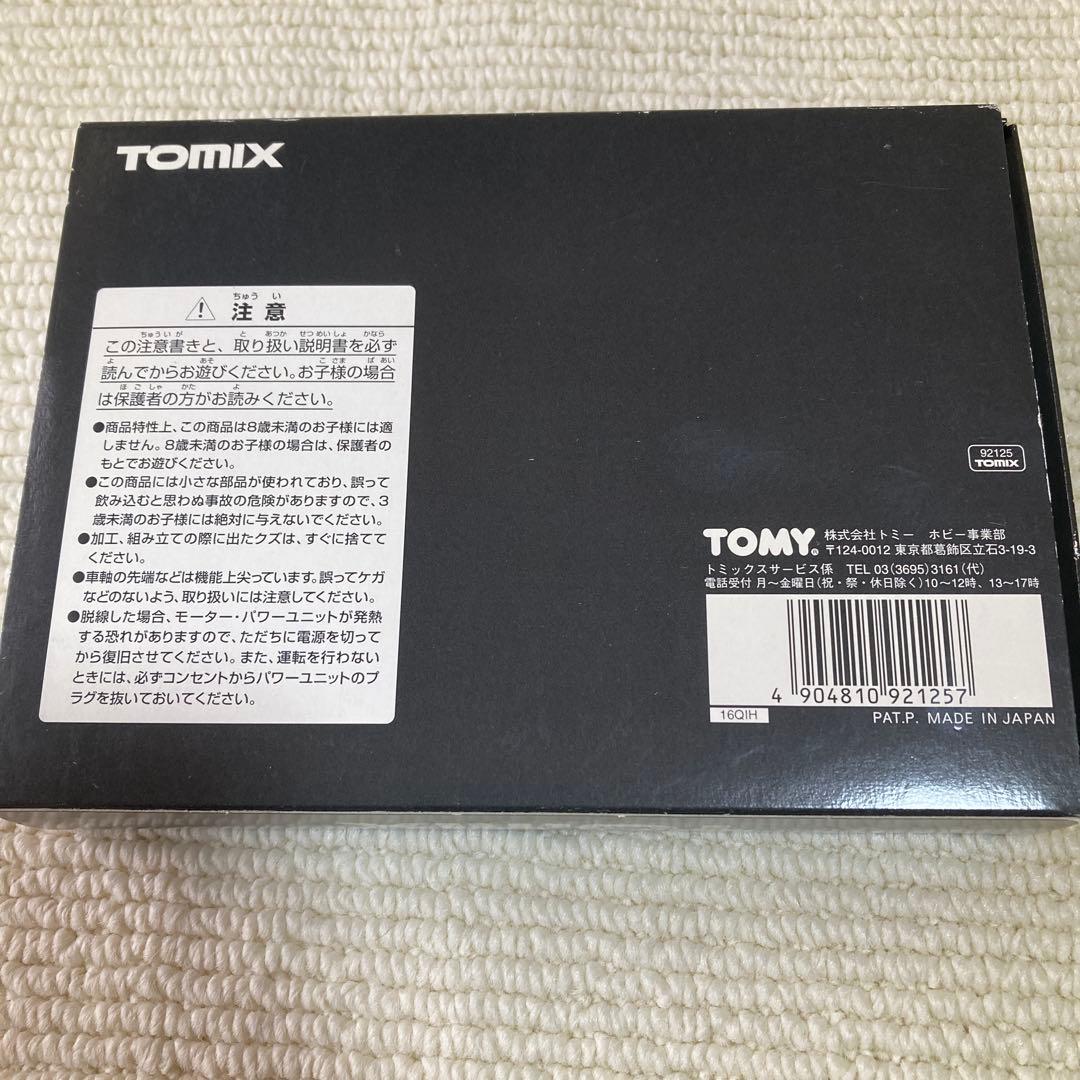 TOMIX
ちゅう い
⚠ 注意
ちゅうい が と あつか せつ めい しょ かなら
この注意書きと、取り扱い説明書を必ず
よ あそ こ さま ば あい
読んでからお遊びください。お子様の場合
ほ ご しゃ かた よ
は保護者の方がお読みください。
●商品特性上、この商品は8歳未満のお子様には適
しません。8歳未満のお子様の場合は、保護者の
もとでお遊びください。
●この商品には小さな部品が使われており、誤って
飲み込むと思わぬ事故の危険がありますので、3
歳未満のお子様には絶対に与えないでください。
●加工、組み立ての際に出たクズは、すぐに捨てて
ください。
●車軸の先端などは機能上尖っています。誤ってケガ
などのないよう、取り扱いには注意してください。
●脱線した場合、モーター・パワーユニットが発熱
する恐れがありますので、ただちに電源を切って
から復旧させてください。また、運転を行わない
ときには、必ずコンセントからパワーユニットのプ
ラグを抜いておいてください。
92125
TOMIX
TOMY. 株式会社トミー ホビー事業部
〒124-0012 東京都葛飾区立石3-19-3
トミックスサービス係 TEL 03(3695)3161(代)
電話受付 月〜金曜日(祝・祭・休日除く)10〜12時、13〜17時
4 904810 921257
16QIH
PAT.P. MADE IN JAPAN